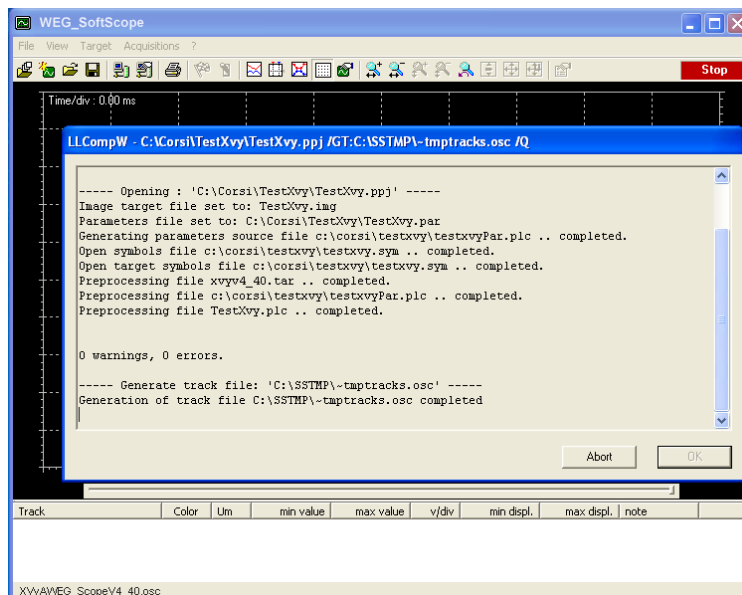 WEG_SoftScope
File View Target Acquisitions ?
Stop
Time/div : 0.00 ms
LLCompW - C:\Corsi\TestXvy\TestXvy.ppj /GT:C:\SSTMP\~tmptracks.osc /Q
----- Opening : 'C:\Corsi\TestXvy\TestXvy.ppj' -----
Image target file set to: TestXvy.img
Parameters file set to: C:\Corsi\TestXvy\TestXvy.par
Generating parameters source file c:\corsi\testxvy\testxvyPar.plc .. completed.
Open symbols file c:\corsi\testxvy\testxvy.sym .. completed.
Open target symbols file c:\corsi\testxvy\testxvy.sym .. completed.
Preprocessing file xvyv4_40.tar .. completed.
Preprocessing file c:\corsi\testxvy\testxvyPar.plc .. completed.
Preprocessing file TestXvy.plc .. completed.
0 warnings, 0 errors.
----- Generate track file: 'C:\SSTMP\~tmptracks.osc' -----
Generation of track file C:\SSTMP\~tmptracks.osc completed
Abort OK
Track Color Um min value max value v/div min displ. max displ. note
XVyAWEG_ScopeV4_40.osc